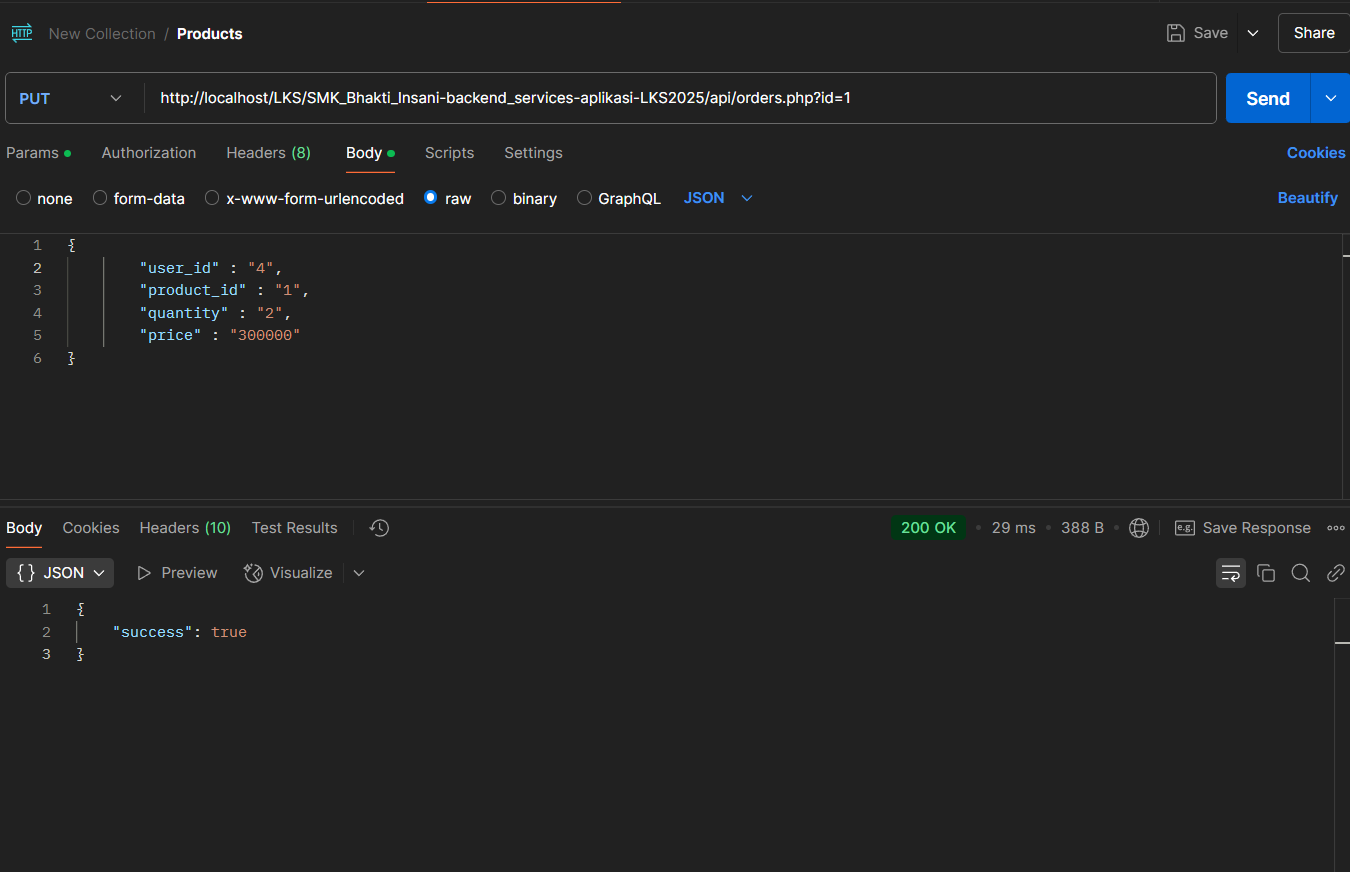 HTTP New Collection / Products Save Share
PUT http://localhost/LKS/SMK_Bhakti_Insani-backend_services-aplikasi-LKS2025/api/orders.php?id=1 Send
Params Authorization Headers (8) Body Scripts Settings Cookies
none form-data x-www-form-urlencoded raw binary GraphQL JSON Beautify
1 {
2 "user_id" : "4",
3 "product_id" : "1",
4 "quantity" : "2",
5 "price" : "300000"
6 }
Body Cookies Headers (10) Test Results 200 OK • 29 ms • 388 B • e.g. Save Response
{} JSON Preview Visualize
1 {
2 "success": true
3 }